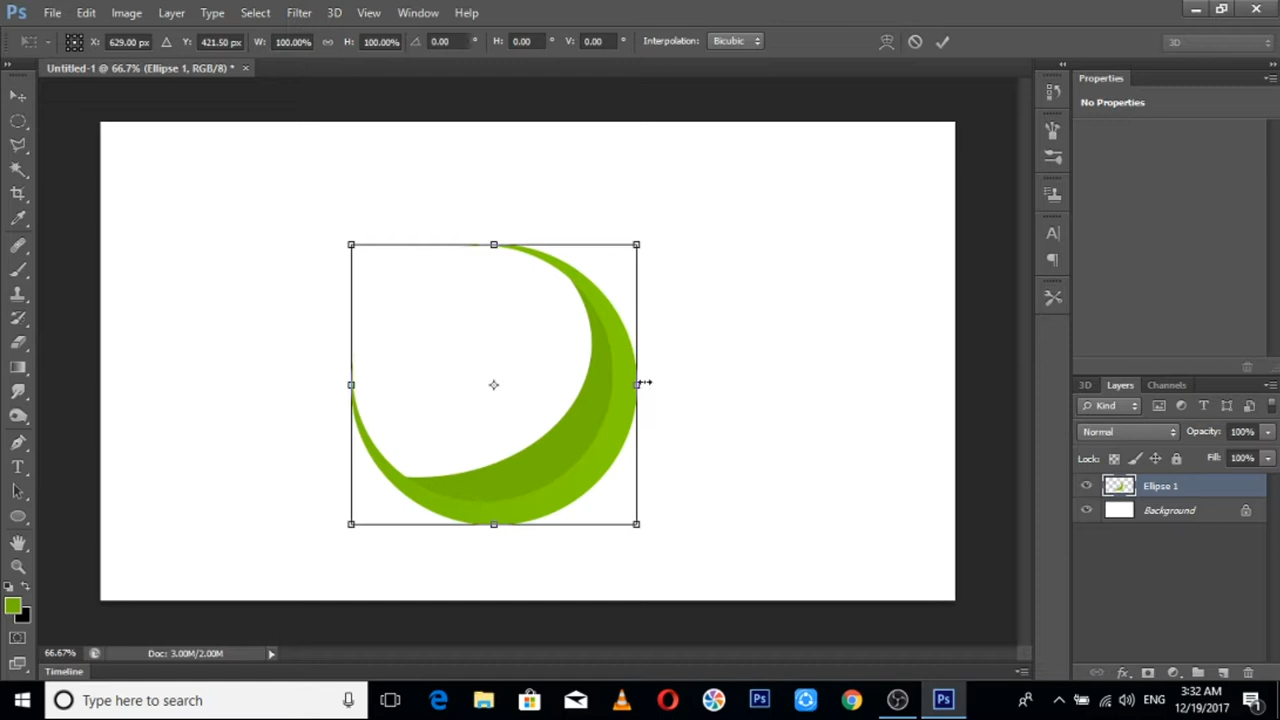 Ps File Edit Image Layer Type Select Filter 3D View Window Help
X: 629.00 px Y: 421.50 px W: 100.00% H: 100.00% 0.00 ° H: 0.00 ° V: 0.00 ° Interpolation: Bicubic 3D
Untitled-1 @ 66.7% (Ellipse 1, RGB/8) * ×
Properties
No Properties
3D Layers Channels
Kind
Normal Opacity: 100%
Lock: Fill: 100%
Ellipse 1
Background
66.67% Doc: 3.00M/2.00M
Timeline
Type here to search Ps Ps ENG 3:32 AM
12/19/2017